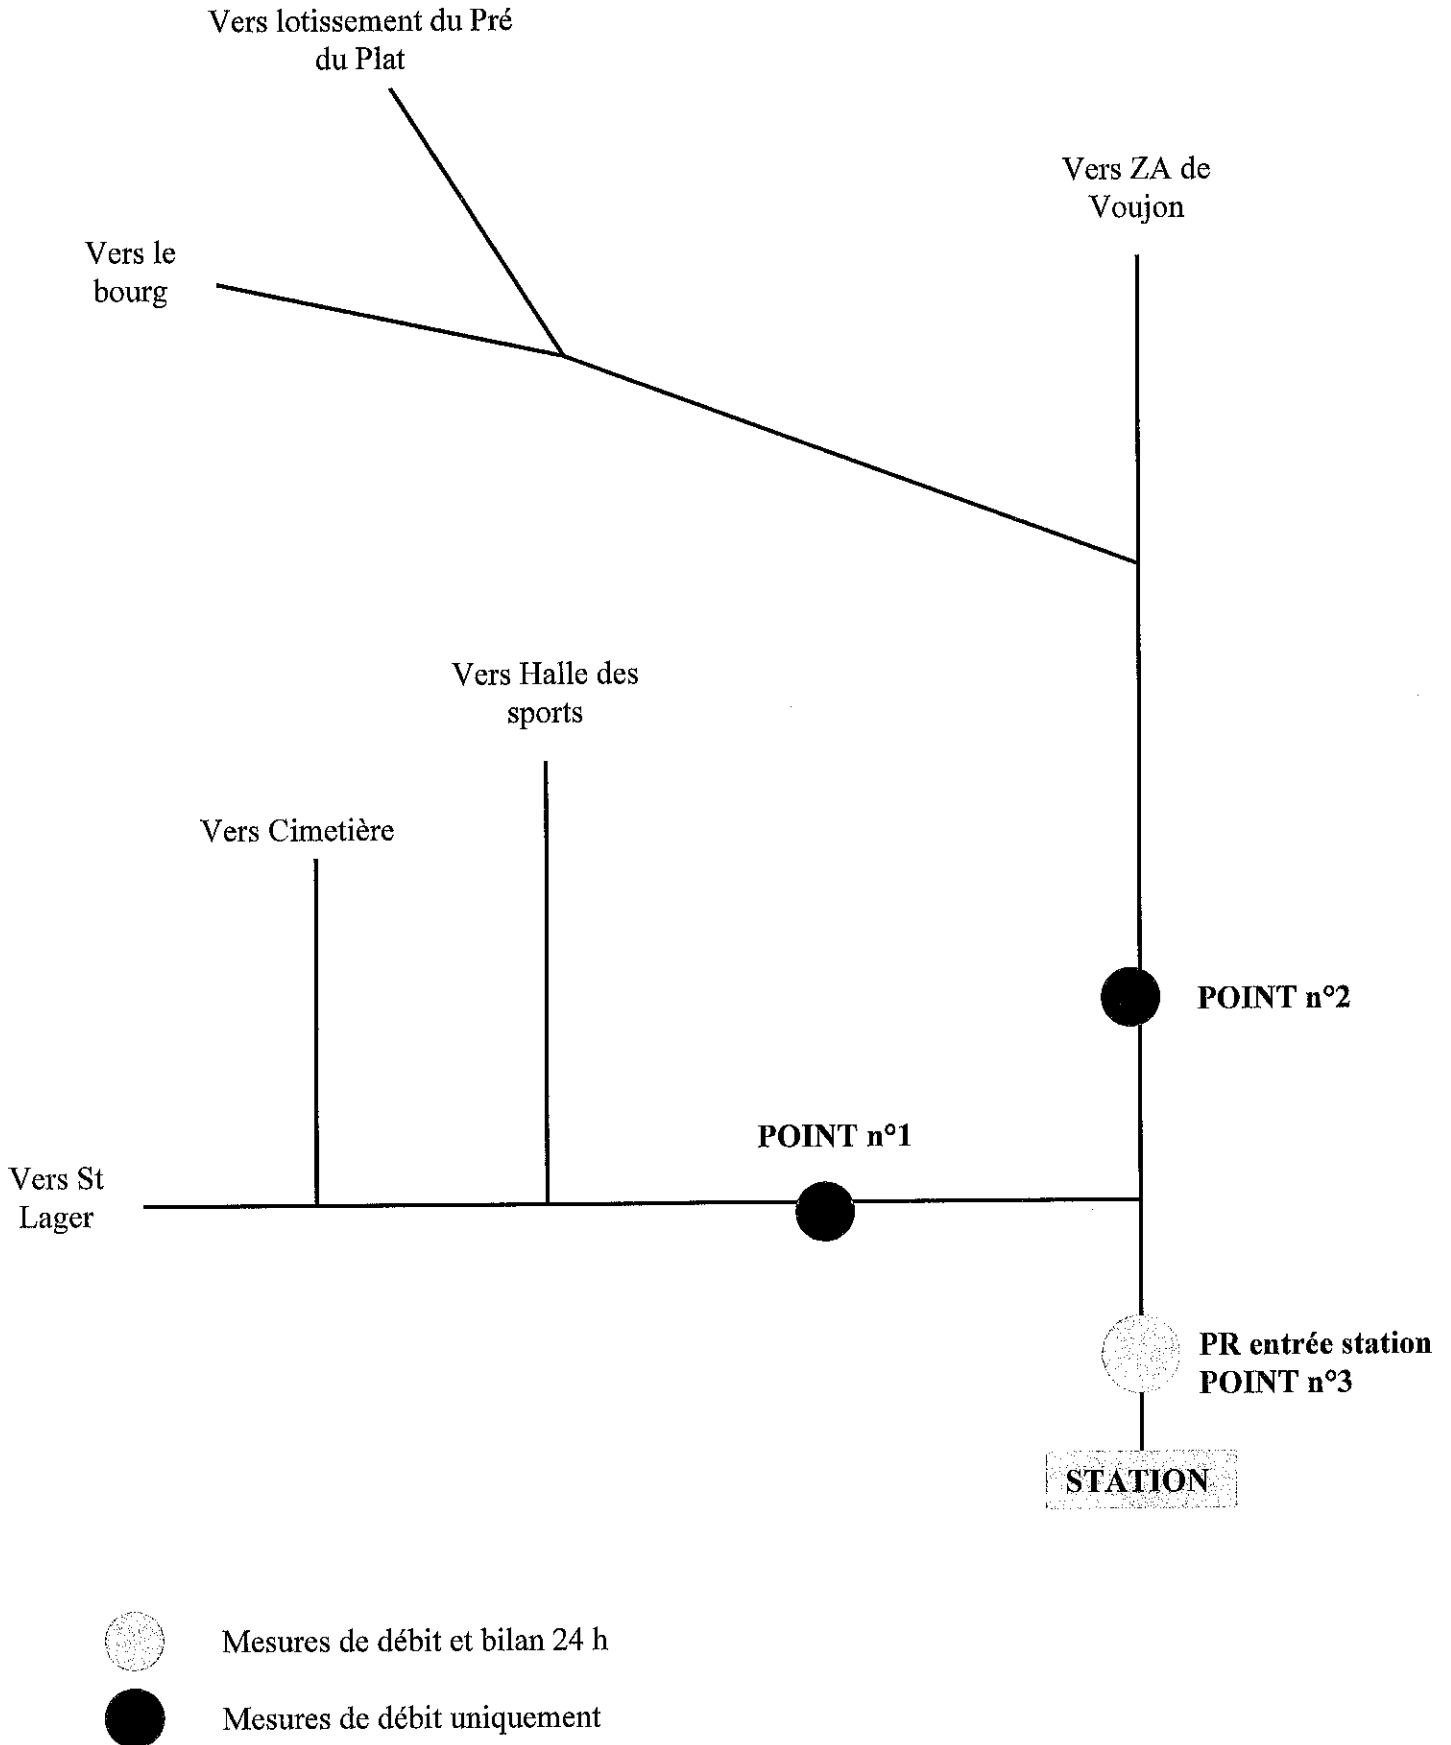 Vers lotissement du Pré
du Plat
Vers ZA de
Voujon
Vers le
bourg
Vers Halle des
sports
Vers Cimetière
POINT n°2
POINT n°1
Vers St
Lager
PR entrée station
POINT n°3
STATION
Mesures de débit et bilan 24 h
Mesures de débit uniquement